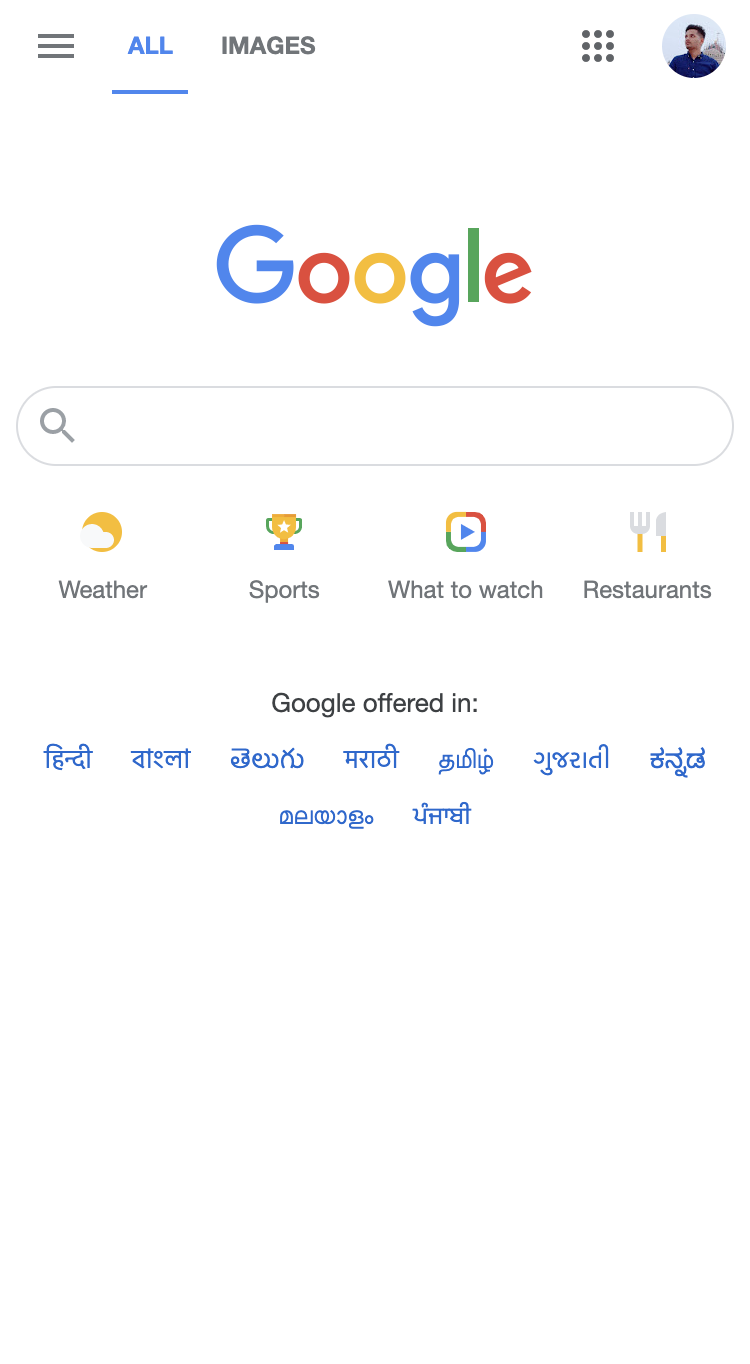 ALL IMAGES
Google
Weather Sports What to watch Restaurants
Google offered in:
हिन्दी বাংলা తెలుగు मराठी தமிழ் ગુજરાતી ಕನ್ನಡ
മലയാളം ਪੰਜਾਬੀ